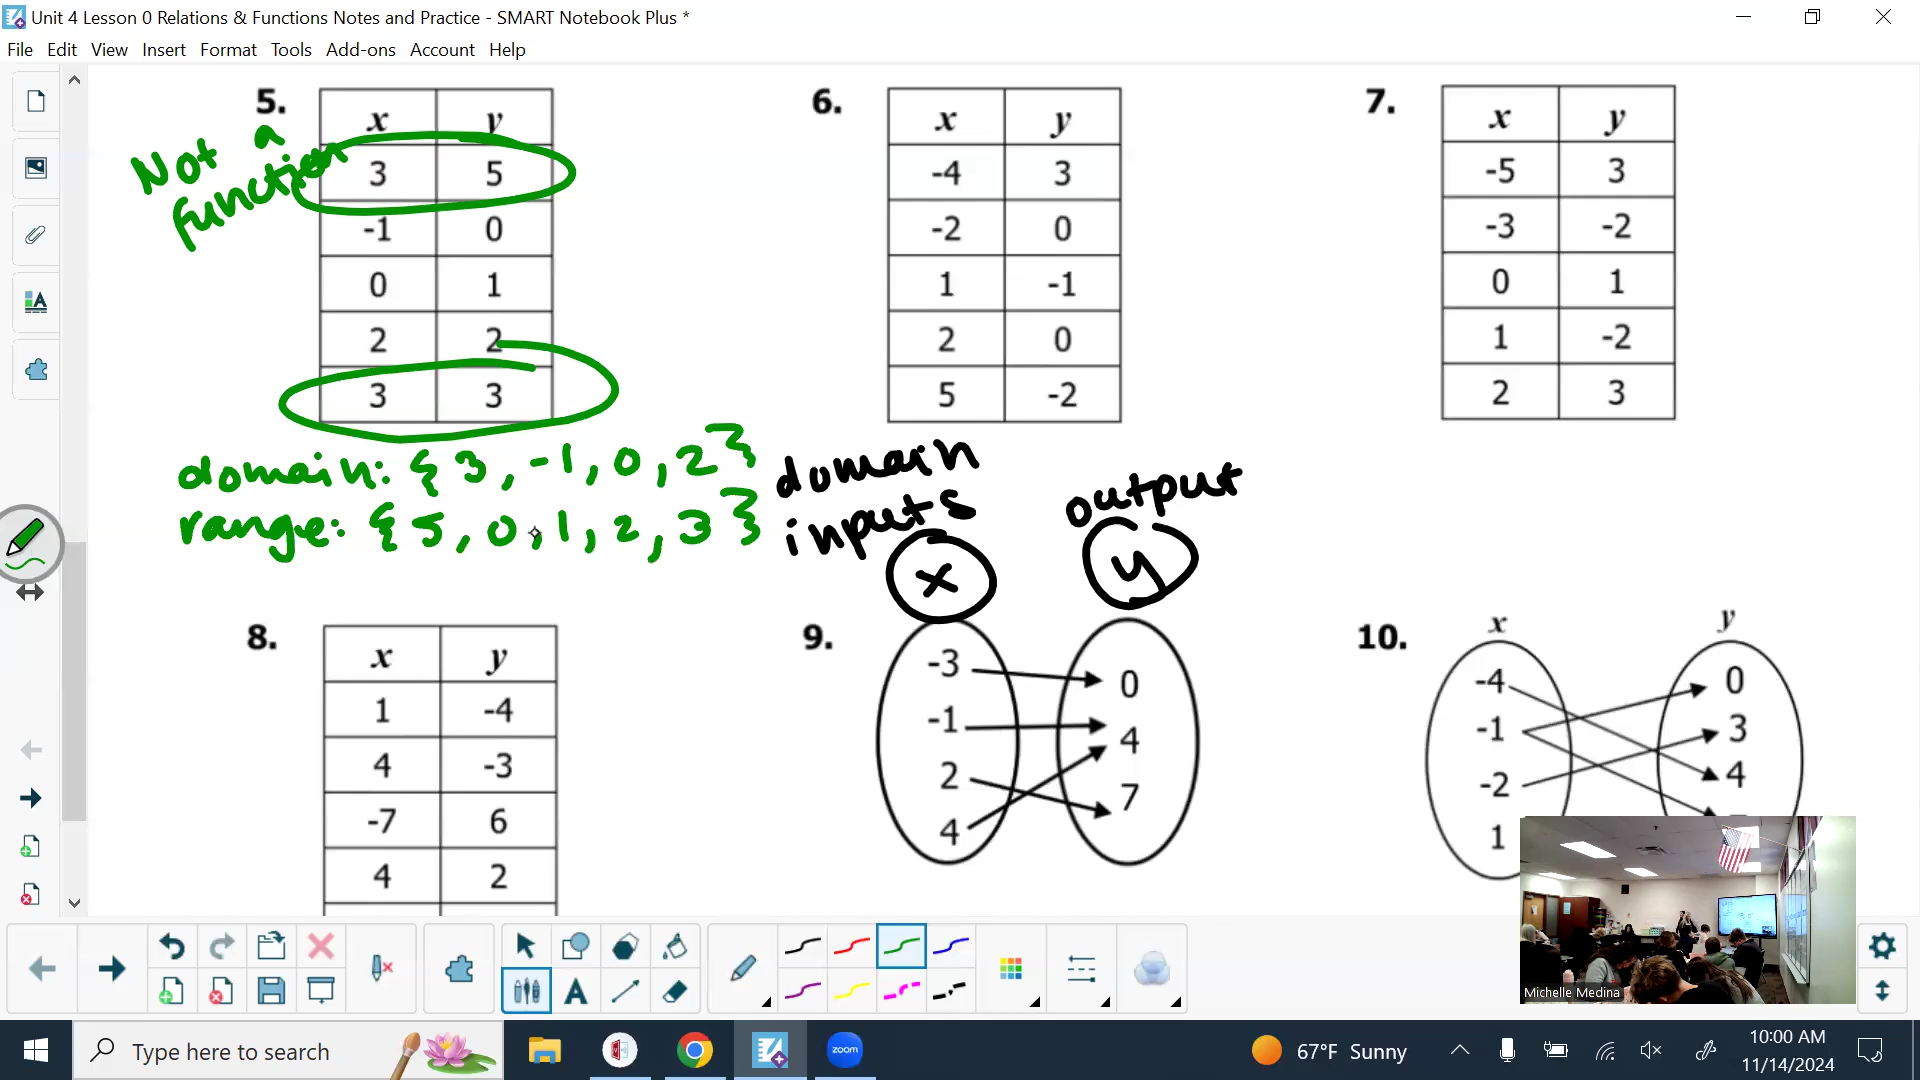 Unit 4 Lesson 0 Relations & Functions Notes and Practice - SMART Notebook Plus *
File Edit View Insert Format Tools Add-ons Account Help
5.
x y
3 5
-1 0
0 1
2 2
3 3
Not a
function
domain: {3, -1, 0, 2}
range: {5, 0, 1, 2, 3}
6.
x y
-4 3
-2 0
1 -1
2 0
5 -2
7.
x y
-5 3
-3 -2
0 1
1 -2
2 3
domain
inputs
x
output
y
8.
x y
1 -4
4 -3
-7 6
4 2
9.
-3 0
-1 4
2 7
4
10.
x y
-4 0
-1 3
-2 4
1
Michelle Medina
Type here to search
zoom
67°F Sunny
10:00 AM
11/14/2024